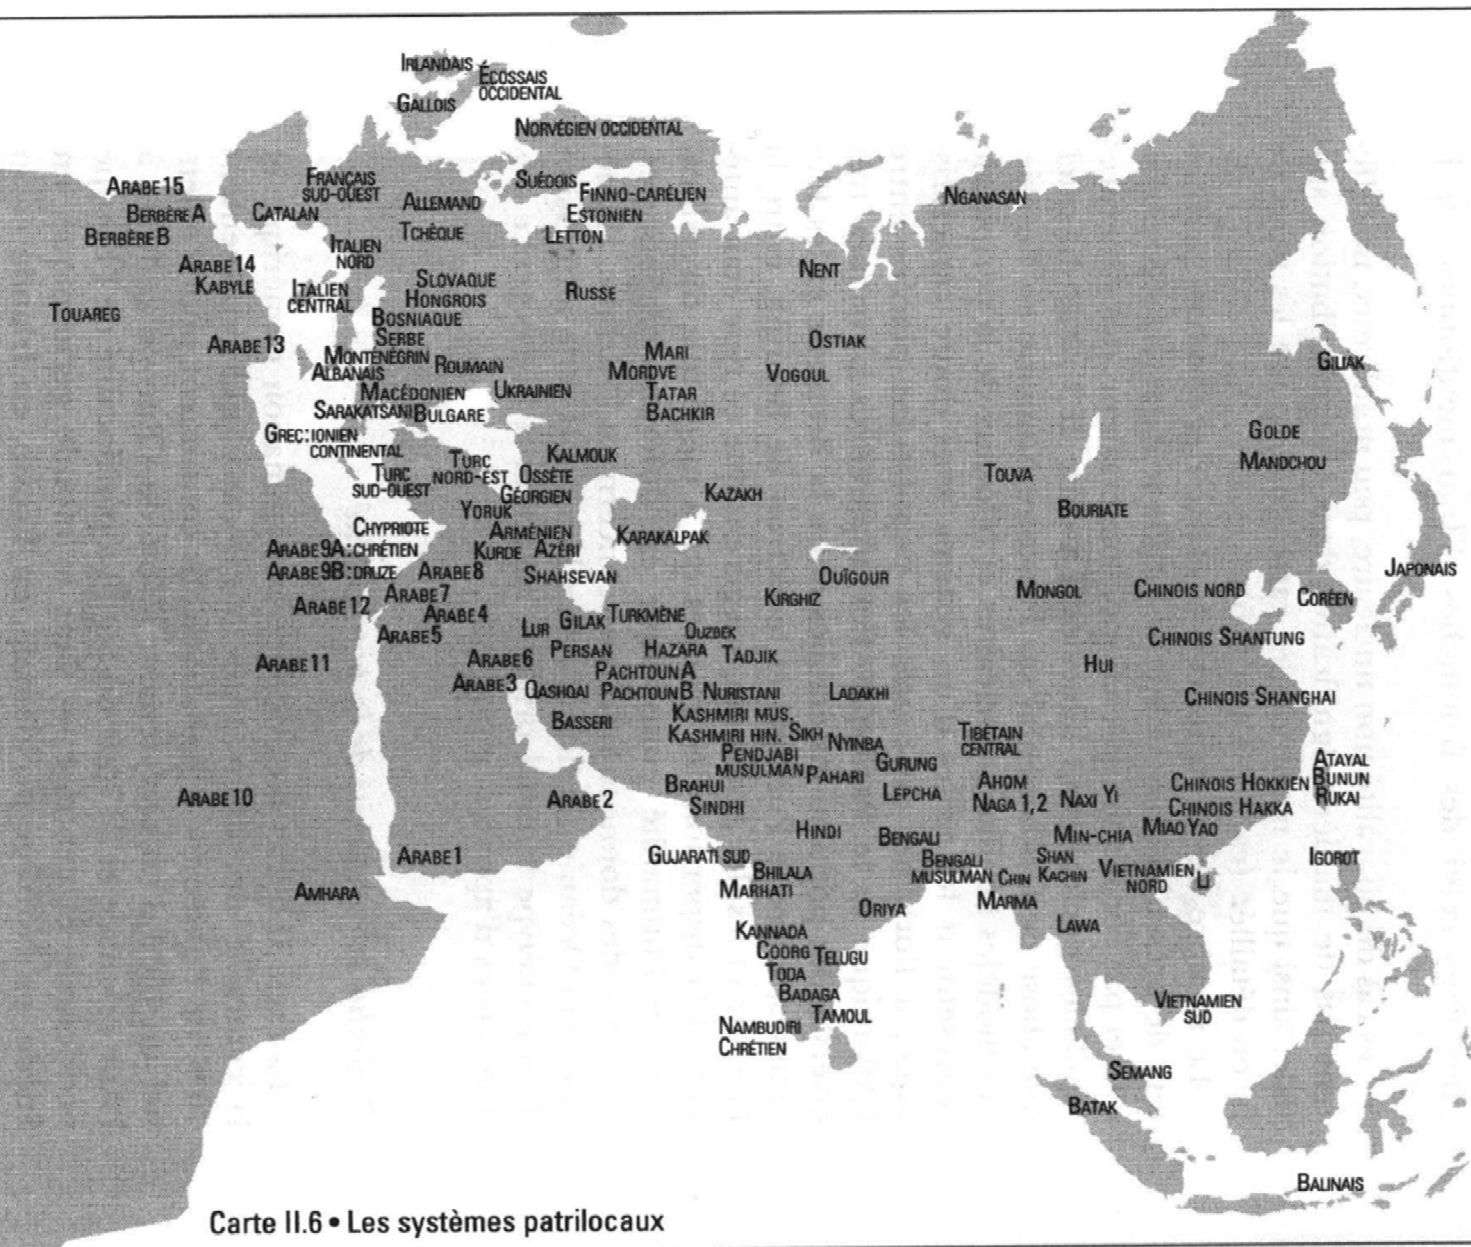 IRLANDAIS
ÉCOSSAIS
OCCIDENTAL
GALLOIS
NORVÉGIEN OCCIDENTAL
ARABE 15
FRANÇAIS
SUD-OUEST
SUÉDOIS
FINNO-CARÉLIEN
NGANASAN
BERBÈRE A
CATALAN
ALLEMAND
ESTONIEN
BERBÈRE B
TCHÈQUE
LETTON
ITALIEN
NORD
ARABE 14
KABYLE
NENT
SLOVAQUE
ITALIEN
CENTRAL
HONGROIS
RUSSE
TOUAREG
BOSNIAQUE
SERBE
OSTIAK
ARABE 13
MONTÉNÉGRIN
MARI
ALBANAIS
ROUMAIN
MORDVE
VOGOUL
GILIAK
MACÉDONIEN
UKRAINIEN
TATAR
SARAKATSANI
BULGARE
BACHKIR
GREC: IONIEN
CONTINENTAL
GOLDE
KALMOUK
MANDCHOU
TURC
NORD-EST
OSSÈTE
TOUVA
TURC
SUD-OUEST
GÉORGIEN
KAZAKH
YORUK
BOURIATE
CHYPRIOTE
ARMÉNIEN
KARAKALPAK
ARABE 9A: CHRÉTIEN
KURDE
AZÉRI
ARABE 9B: DRUZE
ARABE 8
SHAHSEVAN
OUÏGOUR
JAPONAIS
ARABE 7
KIRGHIZ
MONGOL
CHINOIS NORD
CORÉEN
ARABE 12
ARABE 4
GILAK
TURKMÈNE
ARABE 5
LUR
OUZBEK
CHINOIS SHANTUNG
PERSAN
HAZARA
TADJIK
ARABE 11
ARABE 6
PACHTOUN A
HUI
ARABE 3
QASHQAI
PACHTOUN B
NURISTANI
LADAKHI
CHINOIS SHANGHAI
BASSERI
KASHMIRI MUS.
KASHMIRI HIN.
SIKH
NYINBA
TIBÉTAIN
CENTRAL
PENDJABI
MUSULMAN
PAHARI
GURUNG
ATAYAL
BRAHUI
LEPCHA
AHOM
CHINOIS HOKKIEN
BUNUN
ARABE 10
ARABE 2
SINDHI
NAGA 1,2
NAXI
YI
CHINOIS HAKKA
RUKAI
HINDI
BENGALI
MIN-CHIA
MIAO
YAO
ARABE 1
GUJARATI SUD
BENGALI
MUSULMAN
SHAN
IGOROT
BHILALA
CHIN
KACHIN
VIETNAMIEN
NORD
LI
AMHARA
MARHATI
MARMA
ORIYA
LAWA
KANNADA
COORG
TELUGU
TODA
BADAGA
VIETNAMIEN
SUD
TAMOUL
NAMBUDIRI
CHRÉTIEN
SEMANG
BATAK
BALINAIS
Carte II.6 • Les systèmes patrilocaux